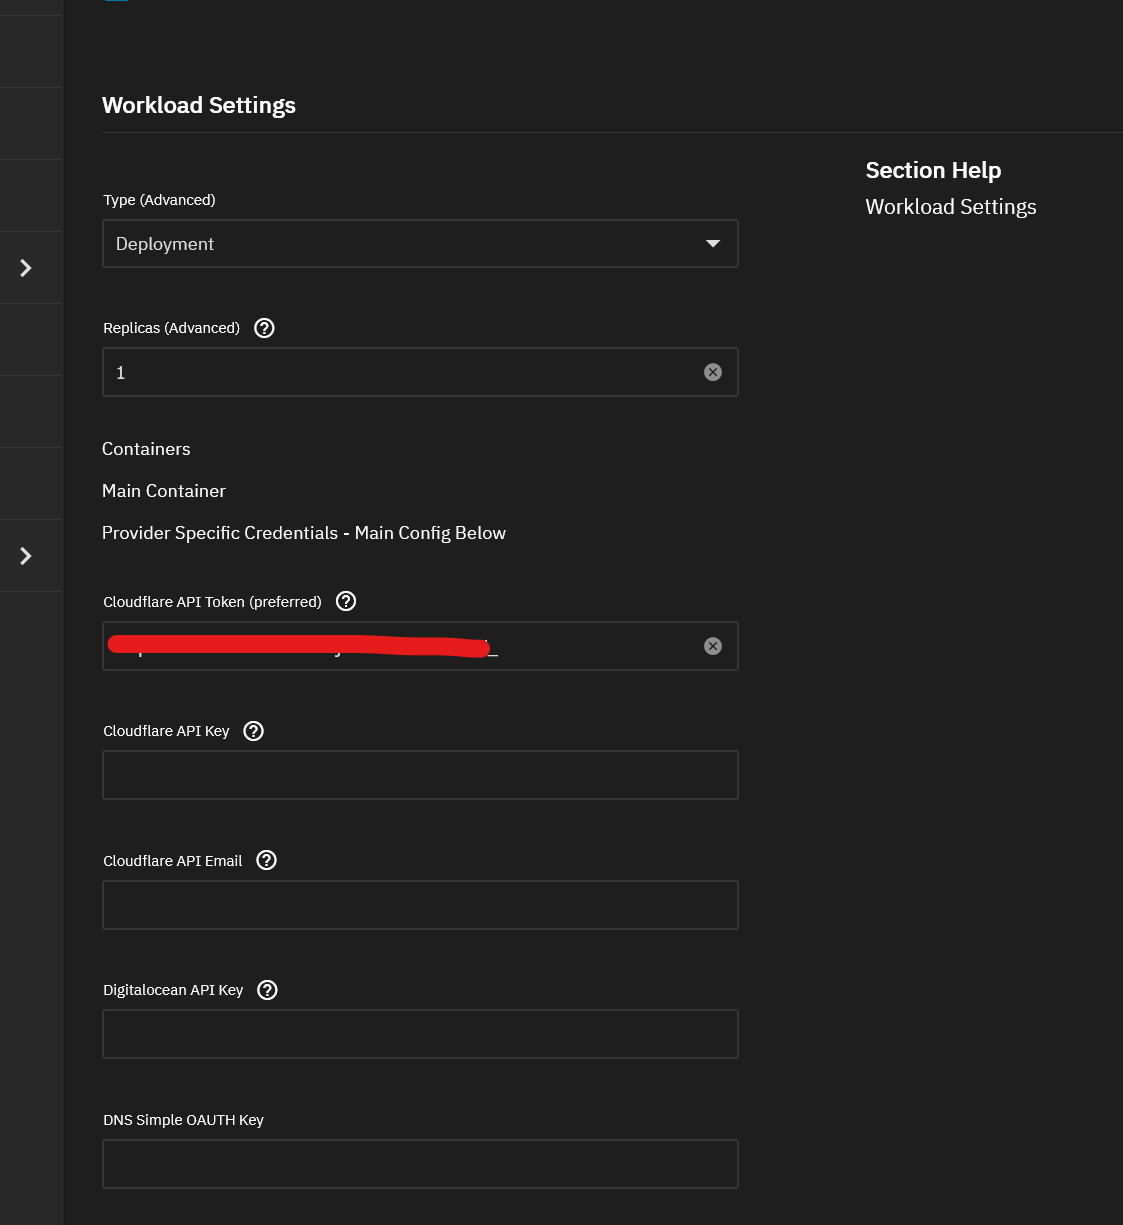 Workload Settings
Section Help
Workload Settings
Type (Advanced)
Deployment
Replicas (Advanced)
1
Containers
Main Container
Provider Specific Credentials - Main Config Below
Cloudflare API Token (preferred)
Cloudflare API Key
Cloudflare API Email
Digitalocean API Key
DNS Simple OAUTH Key